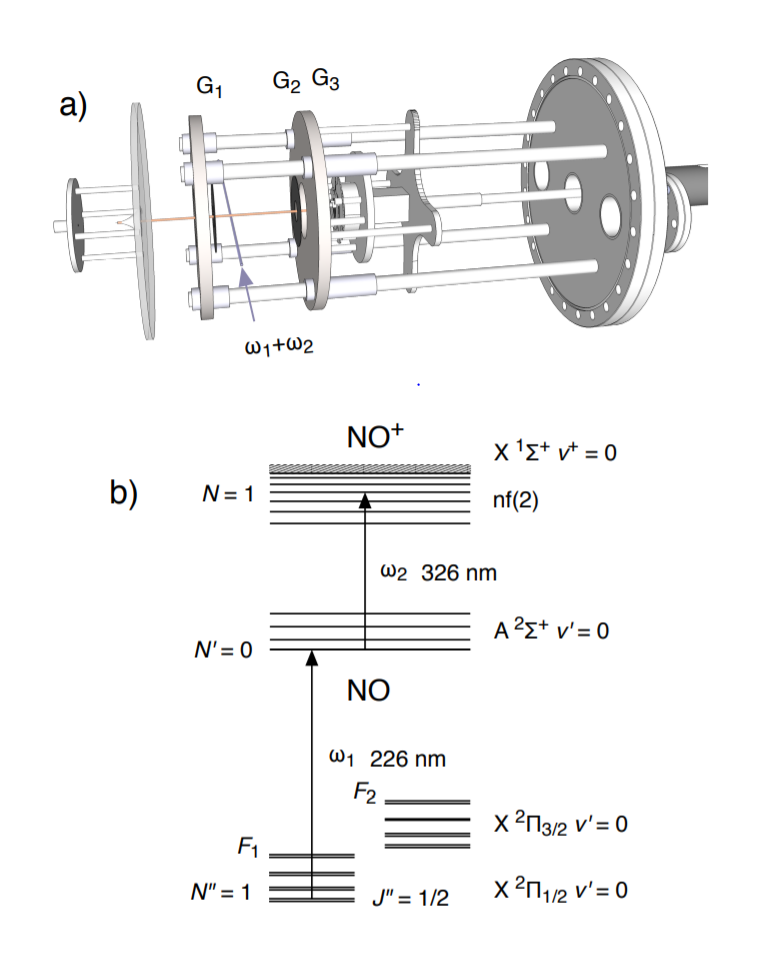 a)
G₁ G₂ G₃
ω₁+ω₂
b)
NO⁺
X ¹Σ⁺ v⁺ = 0
N = 1
nf(2)
ω₂ 326 nm
A ²Σ⁺ v' = 0
N' = 0
NO
ω₁ 226 nm
F₂
X ²Π₃/₂ v' = 0
F₁
N" = 1
J" = 1/2
X ²Π₁/₂ v' = 0